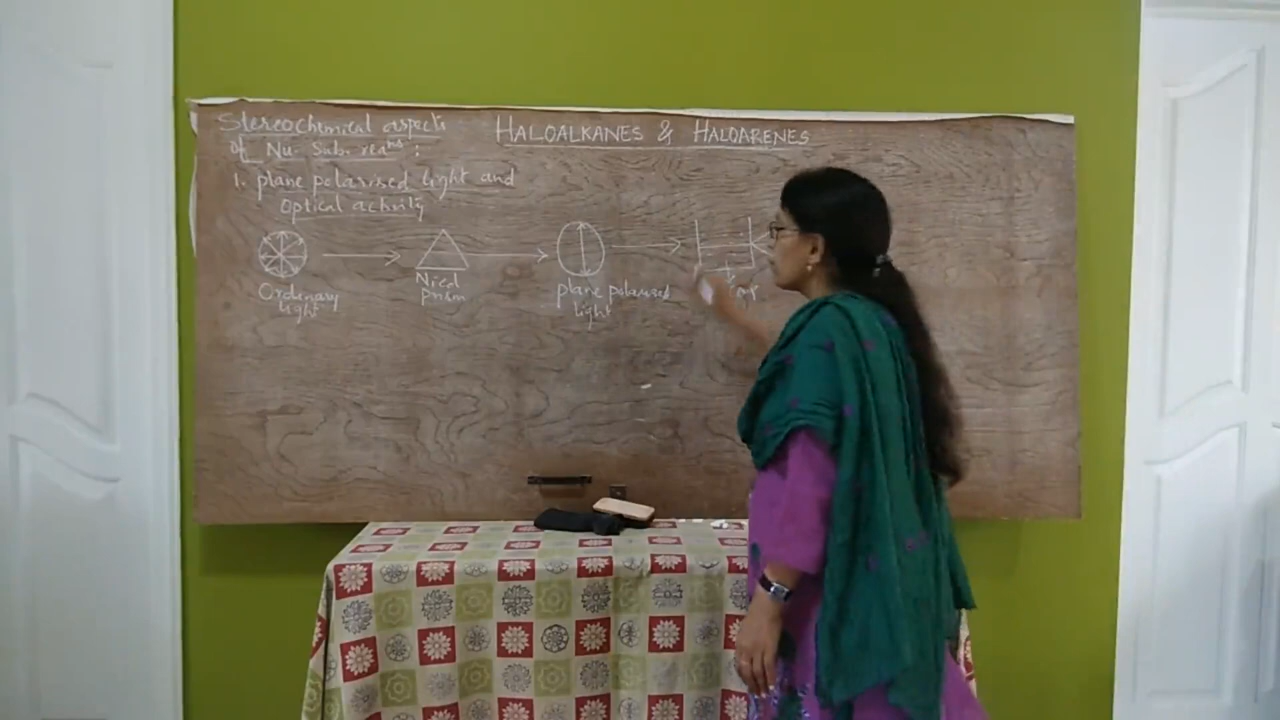 Stereochemical aspects
of Nu. Sub. reaⁿˢ :
HALOALKANES & HALOARENES
1. plane polarised light and
Optical activity
Ordinary
light
Nicol
prism
plane polarised
light